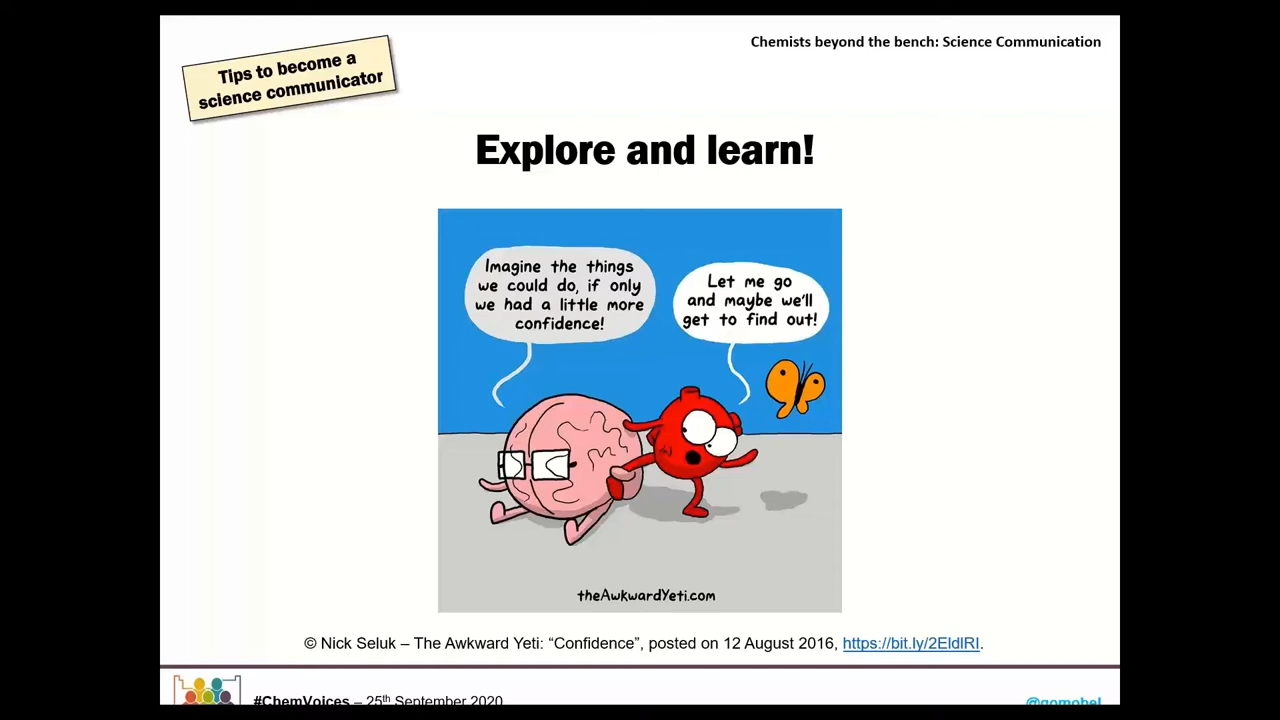 Chemists beyond the bench: Science Communication
Tips to become a
science communicator
Explore and learn!
Imagine the things
we could do, if only
we had a little more
confidence!
Let me go
and maybe we'll
get to find out!
theAwkwardYeti.com
© Nick Seluk – The Awkward Yeti: “Confidence”, posted on 12 August 2016, https://bit.ly/2EldlRI.
#ChemVoices – 25th September 2020
@gomobel